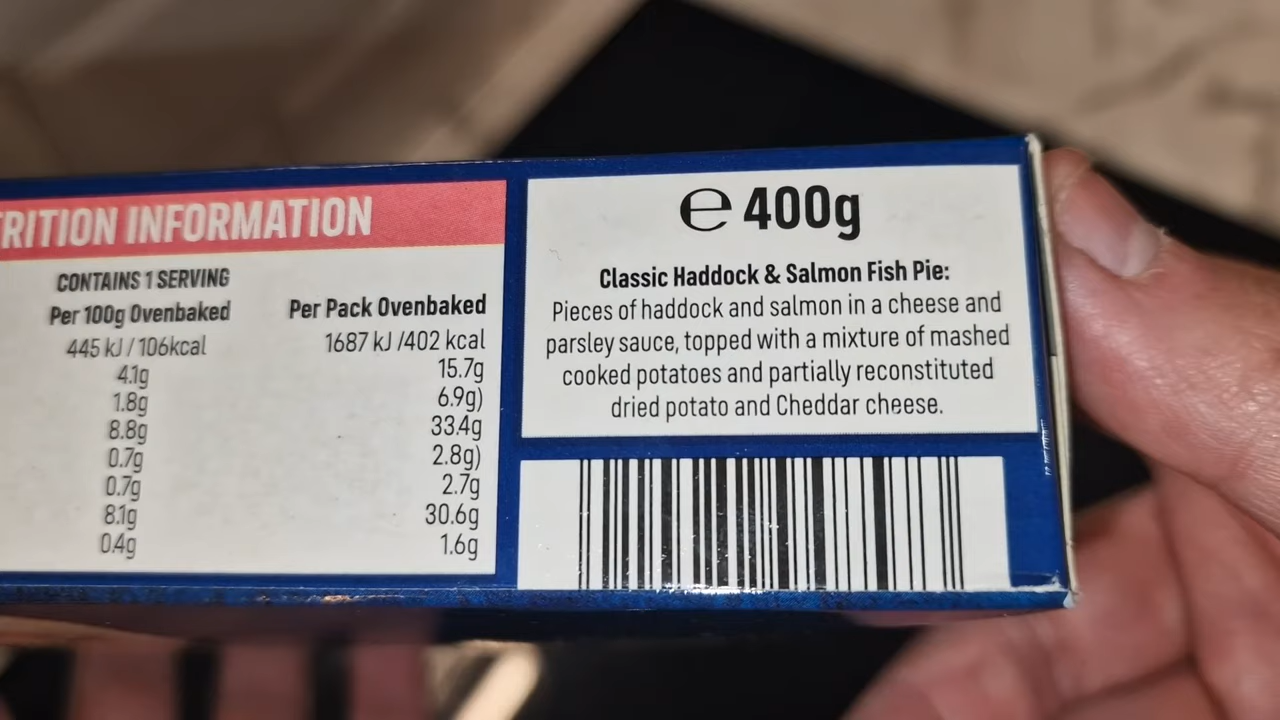 TRITION INFORMATION
CONTAINS 1 SERVING
Per 100g Ovenbaked Per Pack Ovenbaked
445 kJ / 106kcal 1687 kJ /402 kcal
4.1g 15.7g
1.8g 6.9g)
8.8g 33.4g
0.7g 2.8g)
0.7g 2.7g
8.1g 30.6g
0.4g 1.6g
e 400g
Classic Haddock & Salmon Fish Pie:
Pieces of haddock and salmon in a cheese and
parsley sauce, topped with a mixture of mashed
cooked potatoes and partially reconstituted
dried potato and Cheddar cheese.